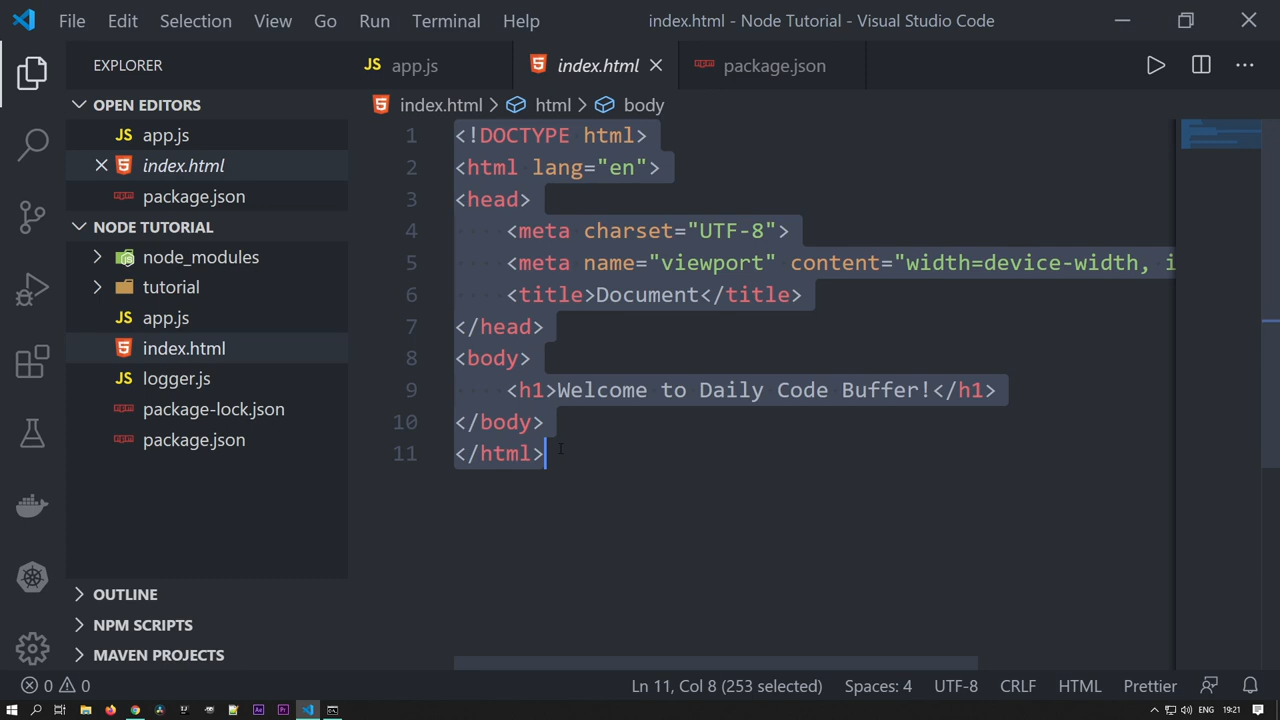 File Edit Selection View Go Run Terminal Help index.html - Node Tutorial - Visual Studio Code
EXPLORER
OPEN EDITORS
JS app.js
index.html
package.json
NODE TUTORIAL
node_modules
tutorial
JS app.js
index.html
JS logger.js
package-lock.json
package.json
OUTLINE
NPM SCRIPTS
MAVEN PROJECTS
JS app.js index.html package.json
index.html > html > body
1 <!DOCTYPE html>
2 <html lang="en">
3 <head>
4 <meta charset="UTF-8">
5 <meta name="viewport" content="width=device-width, i
6 <title>Document</title>
7 </head>
8 <body>
9 <h1>Welcome to Daily Code Buffer!</h1>
10 </body>
11 </html>
0 0 Ln 11, Col 8 (253 selected) Spaces: 4 UTF-8 CRLF HTML Prettier
ENG 19:21